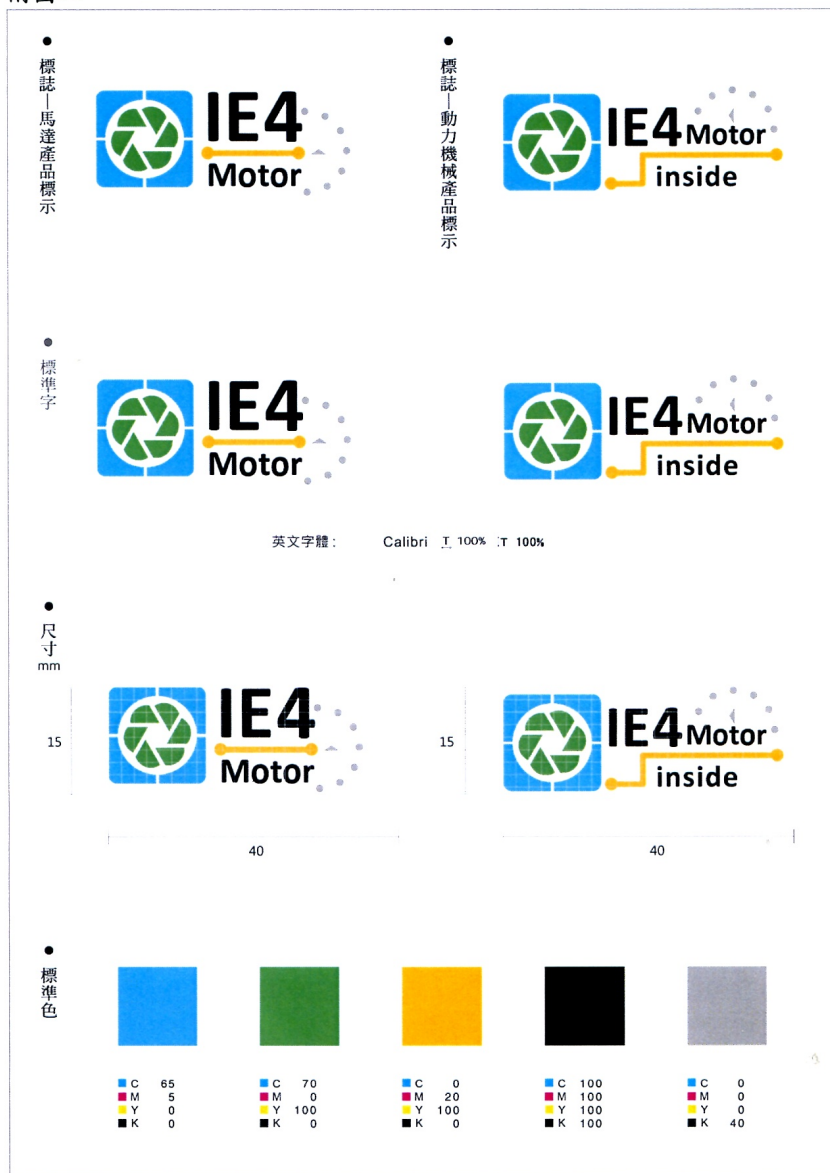 ● 標誌—馬達產品標示
IE4
Motor
● 標誌—動力機械產品標示
IE4 Motor
inside
● 標準字
IE4
Motor
IE4 Motor
inside
英文字體： Calibri T 100% T 100%
● 尺寸
mm
15
IE4
Motor
40
15
IE4 Motor
inside
40
● 標準色
C 65
M 5
Y 0
K 0
C 70
M 0
Y 100
K 0
C 0
M 20
Y 100
K 0
C 100
M 100
Y 100
K 100
C 0
M 0
Y 0
K 40